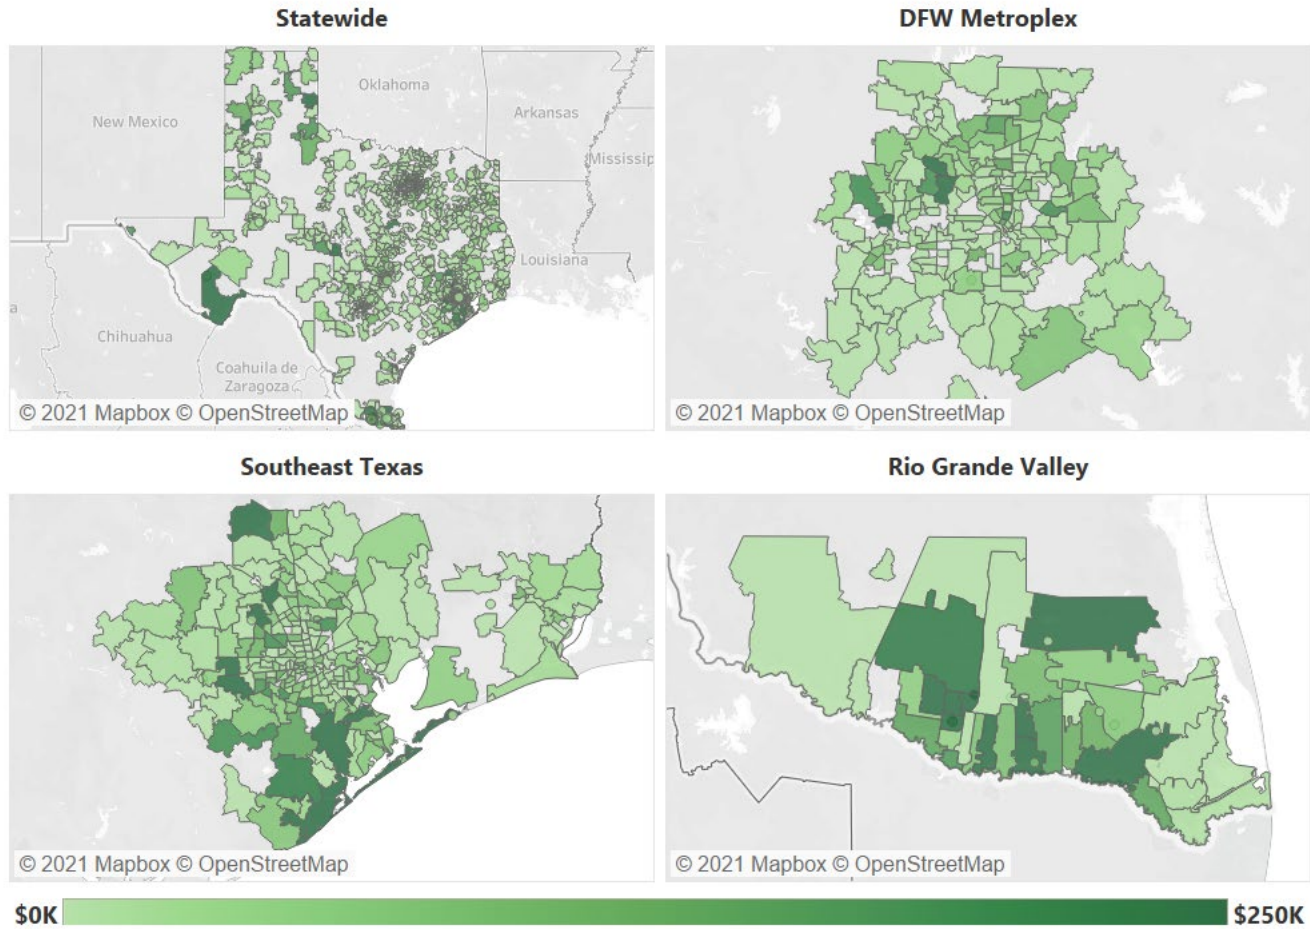 Statewide
DFW Metroplex
Oklahoma
New Mexico
Arkansas
Mississip
Louisiana
a
Chihuahua
Coahuila de
Zaragoza
© 2021 Mapbox © OpenStreetMap
© 2021 Mapbox © OpenStreetMap
Southeast Texas
Rio Grande Valley
© 2021 Mapbox © OpenStreetMap
© 2021 Mapbox © OpenStreetMap
$0K
$250K